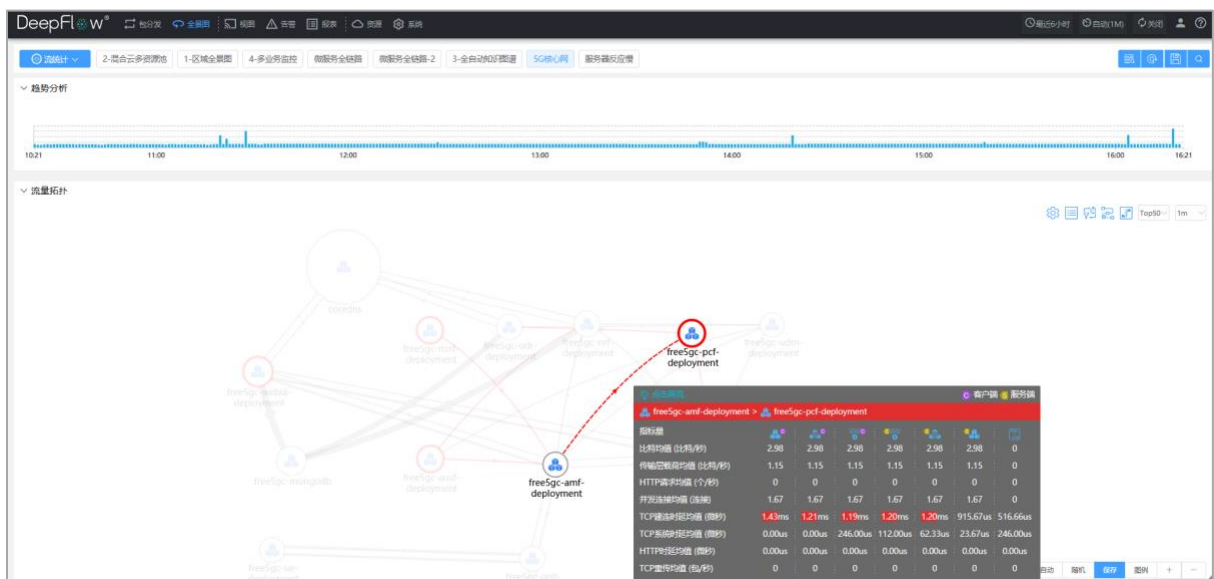 DeepFlow® 包分发 全景图 视图 告警 报表 资源 系统 最近6小时 自动(1M) 关闭
流统计 2-混合云多资源池 1-区域全景图 4-多业务监控 微服务全链路 微服务全链路-2 3-全自动知识图谱 5G核心网 服务器反应慢
趋势分析
10:21 11:00 12:00 13:00 14:00 15:00 16:00 16:21
流量拓扑
Top50 1m
coredns
free5gc-pcf-
deployment
free5gc-mongodb
free5gc-amf-
deployment
客户端 服务端
free5gc-amf-deployment > free5gc-pcf-deployment
指标量
比特均值 (比特/秒) 2.98 2.98 2.98 2.98 2.98 2.98 0
传输层载荷均值 (比特/秒) 1.15 1.15 1.15 1.15 1.15 1.15 0
HTTP请求均值 (个/秒) 0 0 0 0 0 0 0
并发连接均值 (连接) 1.67 1.67 1.67 1.67 1.67 1.67 0
TCP建连时延均值 (微秒) 1.43ms 1.21ms 1.19ms 1.20ms 1.20ms 915.67us 516.66us
TCP系统时延均值 (微秒) 0.00us 0.00us 246.00us 112.00us 62.33us 23.67us 246.00us
HTTP时延均值 (微秒) 0.00us 0.00us 0.00us 0.00us 0.00us 0.00us 0.00us
TCP重传均值 (包/秒) 0 0 0 0 0 0 0
自动 随机 保存 图例 + −